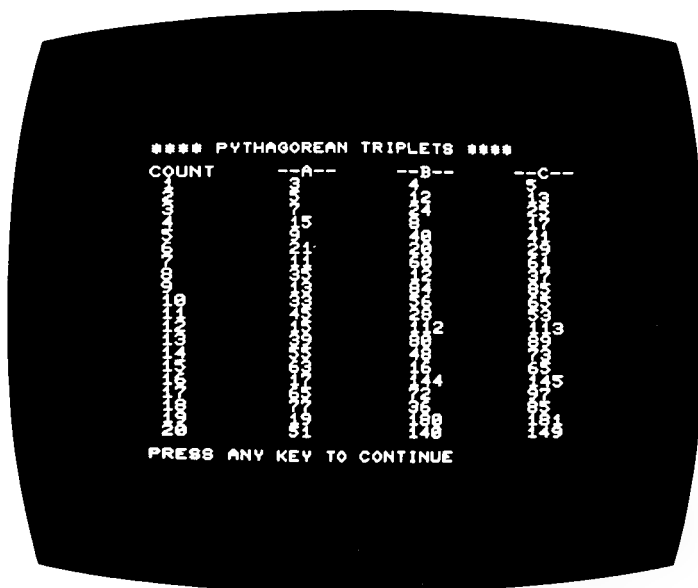 **** PYTHAGOREAN TRIPLETS ****
COUNT --A-- --B-- --C--
1 3 4 5
2 5 12 13
3 7 24 25
4 15 8 17
5 9 40 41
6 21 20 29
7 11 60 61
8 35 12 37
9 13 84 85
10 33 56 65
11 45 28 53
12 15 112 113
13 39 80 89
14 55 48 73
15 63 16 65
16 17 144 145
17 65 72 97
18 77 36 85
19 19 180 181
20 51 140 149
PRESS ANY KEY TO CONTINUE